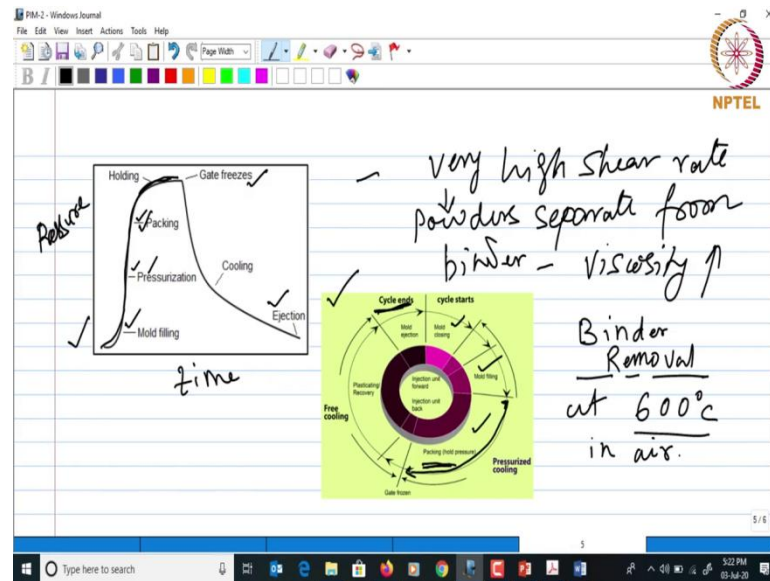 PIM-2 - Windows Journal
File Edit View Insert Actions Tools Help
Page Width
B I
NPTEL
Holding
Gate freezes
Packing
Pressurization
Cooling
Mold filling
Ejection
Pressure
time
very high shear rate
powders separate from
binder - viscosity ↑
Cycle ends
cycle starts
Mold ejection
Mold closing
Mold filling
Plasticating/
Recovery
Injection unit
forward
Injection unit
back
Free
cooling
Packing (hold pressure)
Pressurized
cooling
Gate frozen
Binder
Removal
at 600°c
in air.
5/6
5
Type here to search
5:22 PM
03-Jul-20